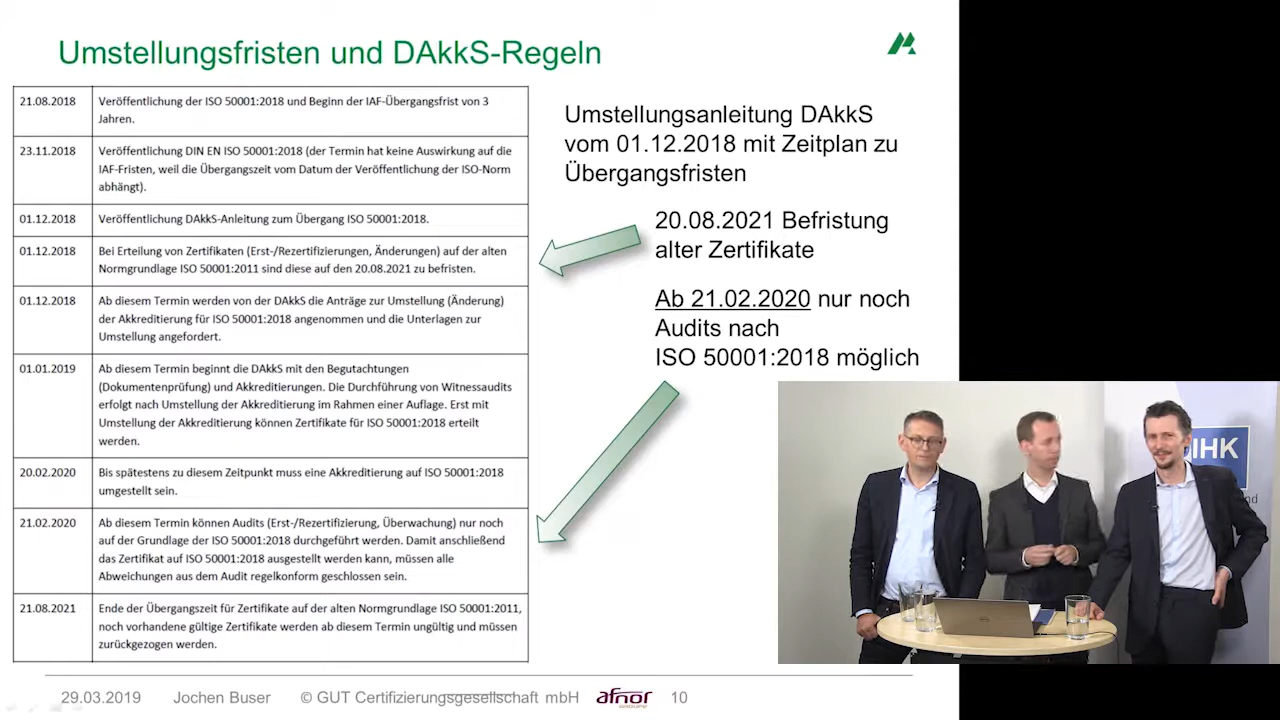 Umstellungsfristen und DAkkS-Regeln
21.08.2018
Veröffentlichung der ISO 50001:2018 und Beginn der IAF-Übergangsfrist von 3
Jahren.
23.11.2018
Veröffentlichung DIN EN ISO 50001:2018 (der Termin hat keine Auswirkung auf die
IAF-Fristen, weil die Übergangszeit vom Datum der Veröffentlichung der ISO-Norm
abhängt).
01.12.2018
Veröffentlichung DAkkS-Anleitung zum Übergang ISO 50001:2018.
01.12.2018
Bei Erteilung von Zertifikaten (Erst-/Rezertifizierungen, Änderungen) auf der alten
Normgrundlage ISO 50001:2011 sind diese auf den 20.08.2021 zu befristen.
01.12.2018
Ab diesem Termin werden von der DAkkS die Anträge zur Umstellung (Änderung)
der Akkreditierung für ISO 50001:2018 angenommen und die Unterlagen zur
Umstellung angefordert.
01.01.2019
Ab diesem Termin beginnt die DAkkS mit den Begutachtungen
(Dokumentenprüfung) und Akkreditierungen. Die Durchführung von Witnessaudits
erfolgt nach Umstellung der Akkreditierung im Rahmen einer Auflage. Erst mit
Umstellung der Akkreditierung können Zertifikate für ISO 50001:2018 erteilt
werden.
20.02.2020
Bis spätestens zu diesem Zeitpunkt muss eine Akkreditierung auf ISO 50001:2018
umgestellt sein.
21.02.2020
Ab diesem Termin können Audits (Erst-/Rezertifizierung, Überwachung) nur noch
auf der Grundlage der ISO 50001:2018 durchgeführt werden. Damit anschließend
das Zertifikat auf ISO 50001:2018 ausgestellt werden kann, müssen alle
Abweichungen aus dem Audit regelkonform geschlossen sein.
21.08.2021
Ende der Übergangszeit für Zertifikate auf der alten Normgrundlage ISO 50001:2011,
noch vorhandene gültige Zertifikate werden ab diesem Termin ungültig und müssen
zurückgezogen werden.
Umstellungsanleitung DAkkS
vom 01.12.2018 mit Zeitplan zu
Übergangsfristen
20.08.2021 Befristung
alter Zertifikate
Ab 21.02.2020 nur noch
Audits nach
ISO 50001:2018 möglich
IHK
nd
29.03.2019 Jochen Buser © GUT Certifizierungsgesellschaft mbH afnor GROUPE 10